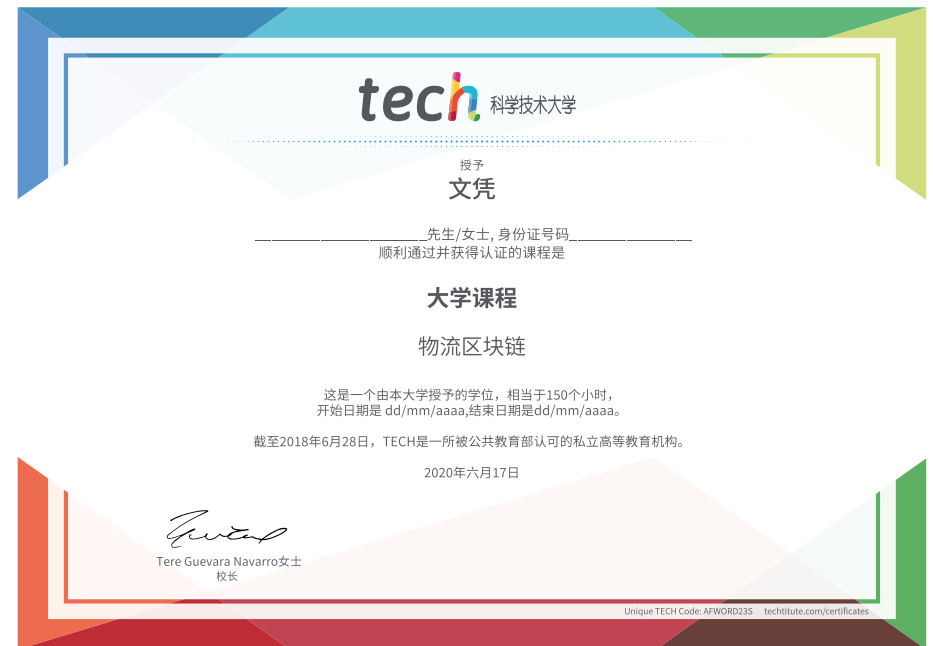 tech 科学技术大学
授予
文凭
________________________先生/女士, 身份证号码_________________
顺利通过并获得认证的课程是
大学课程
物流区块链
这是一个由本大学授予的学位，相当于150个小时，
开始日期是 dd/mm/aaaa,结束日期是dd/mm/aaaa。
截至2018年6月28日，TECH是一所被公共教育部认可的私立高等教育机构。
2020年六月17日
Tere Guevara Navarro女士
校长
Unique TECH Code: AFWORD23S techtitute.com/certificates